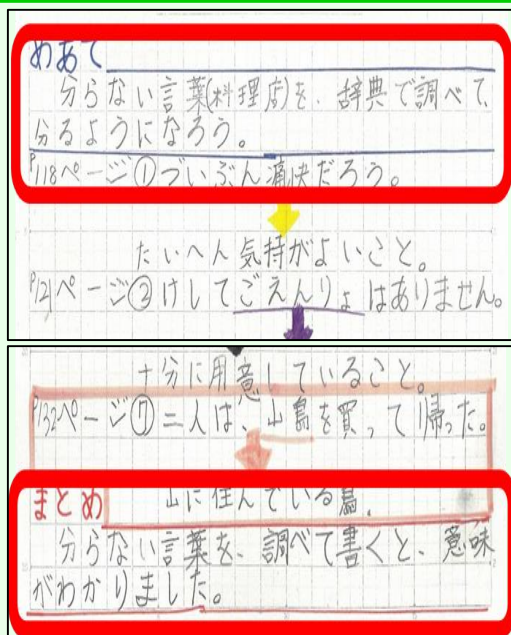 めあて
分らない言葉(料理店)を、辞典で調べて、
分るようになろう。
P118ページ①づいぶん痛快だろう。
たいへん気持がよいこと。
P121ページ②けしてごえんりょはありません。
十分に用意していること。
P132ページ⑦二人は、山鳥を買って帰った。
まとめ
山に住んでいる鳥。
分らない言葉を、調べて書くと、意味
がわかりました。